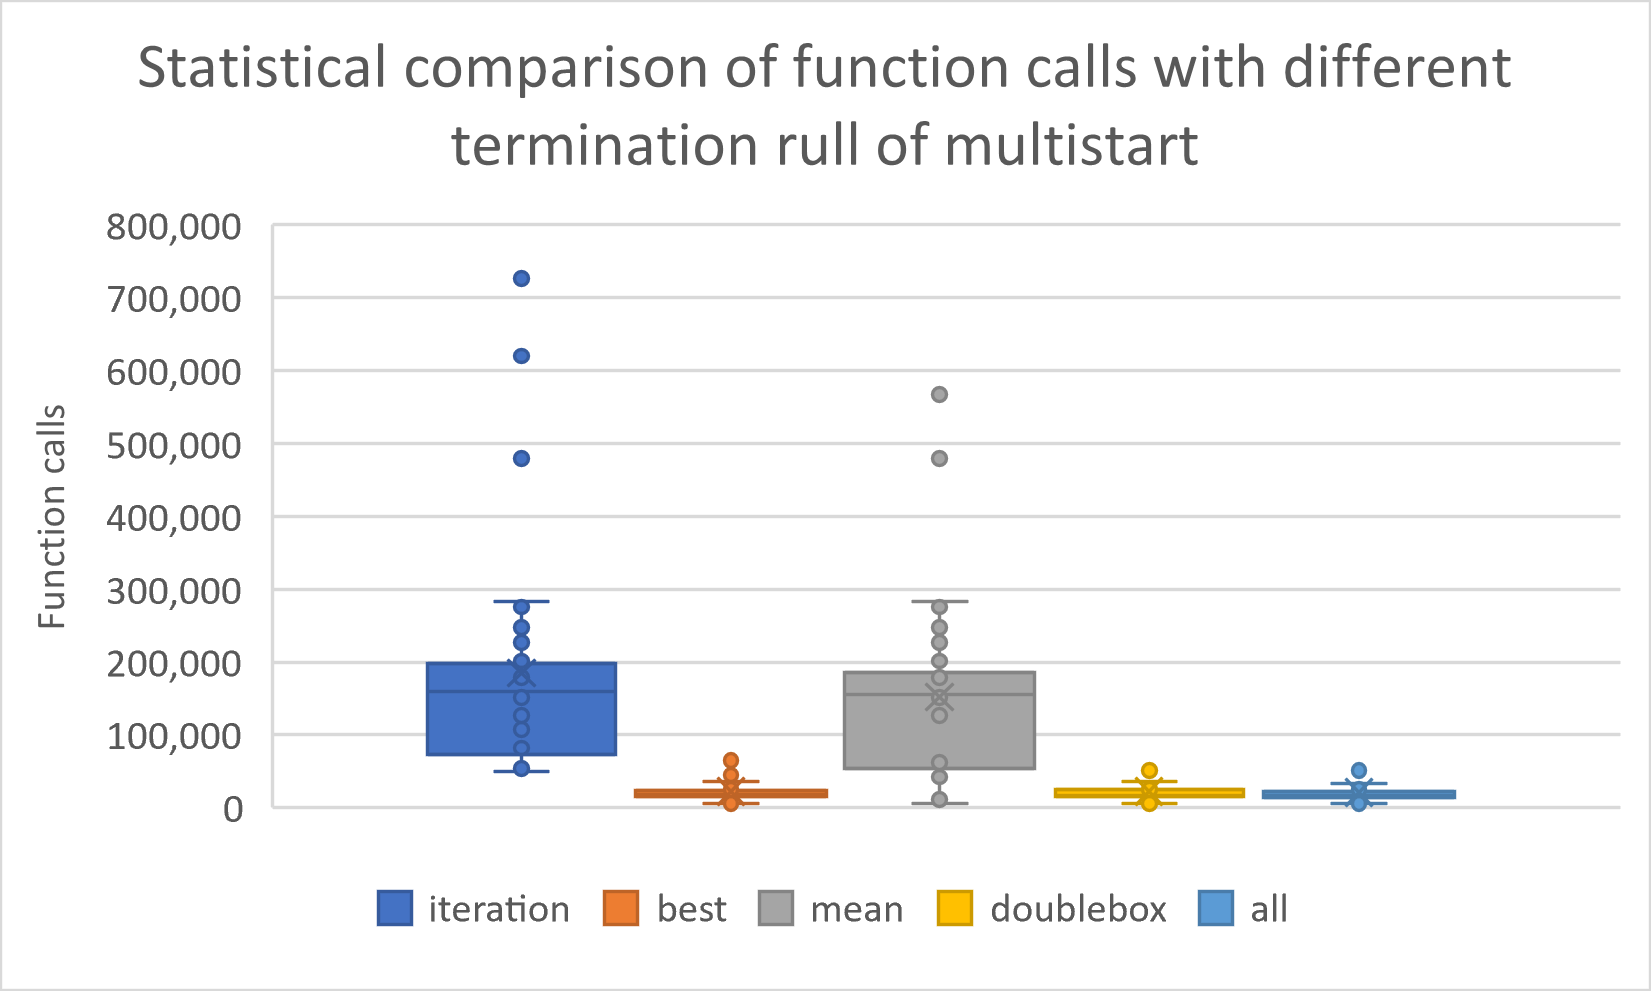 Statistical comparison of function calls with different
termination rull of multistart
800,000
700,000
600,000
500,000
400,000
300,000
200,000
100,000
0
Function calls
iteration best mean doublebox all